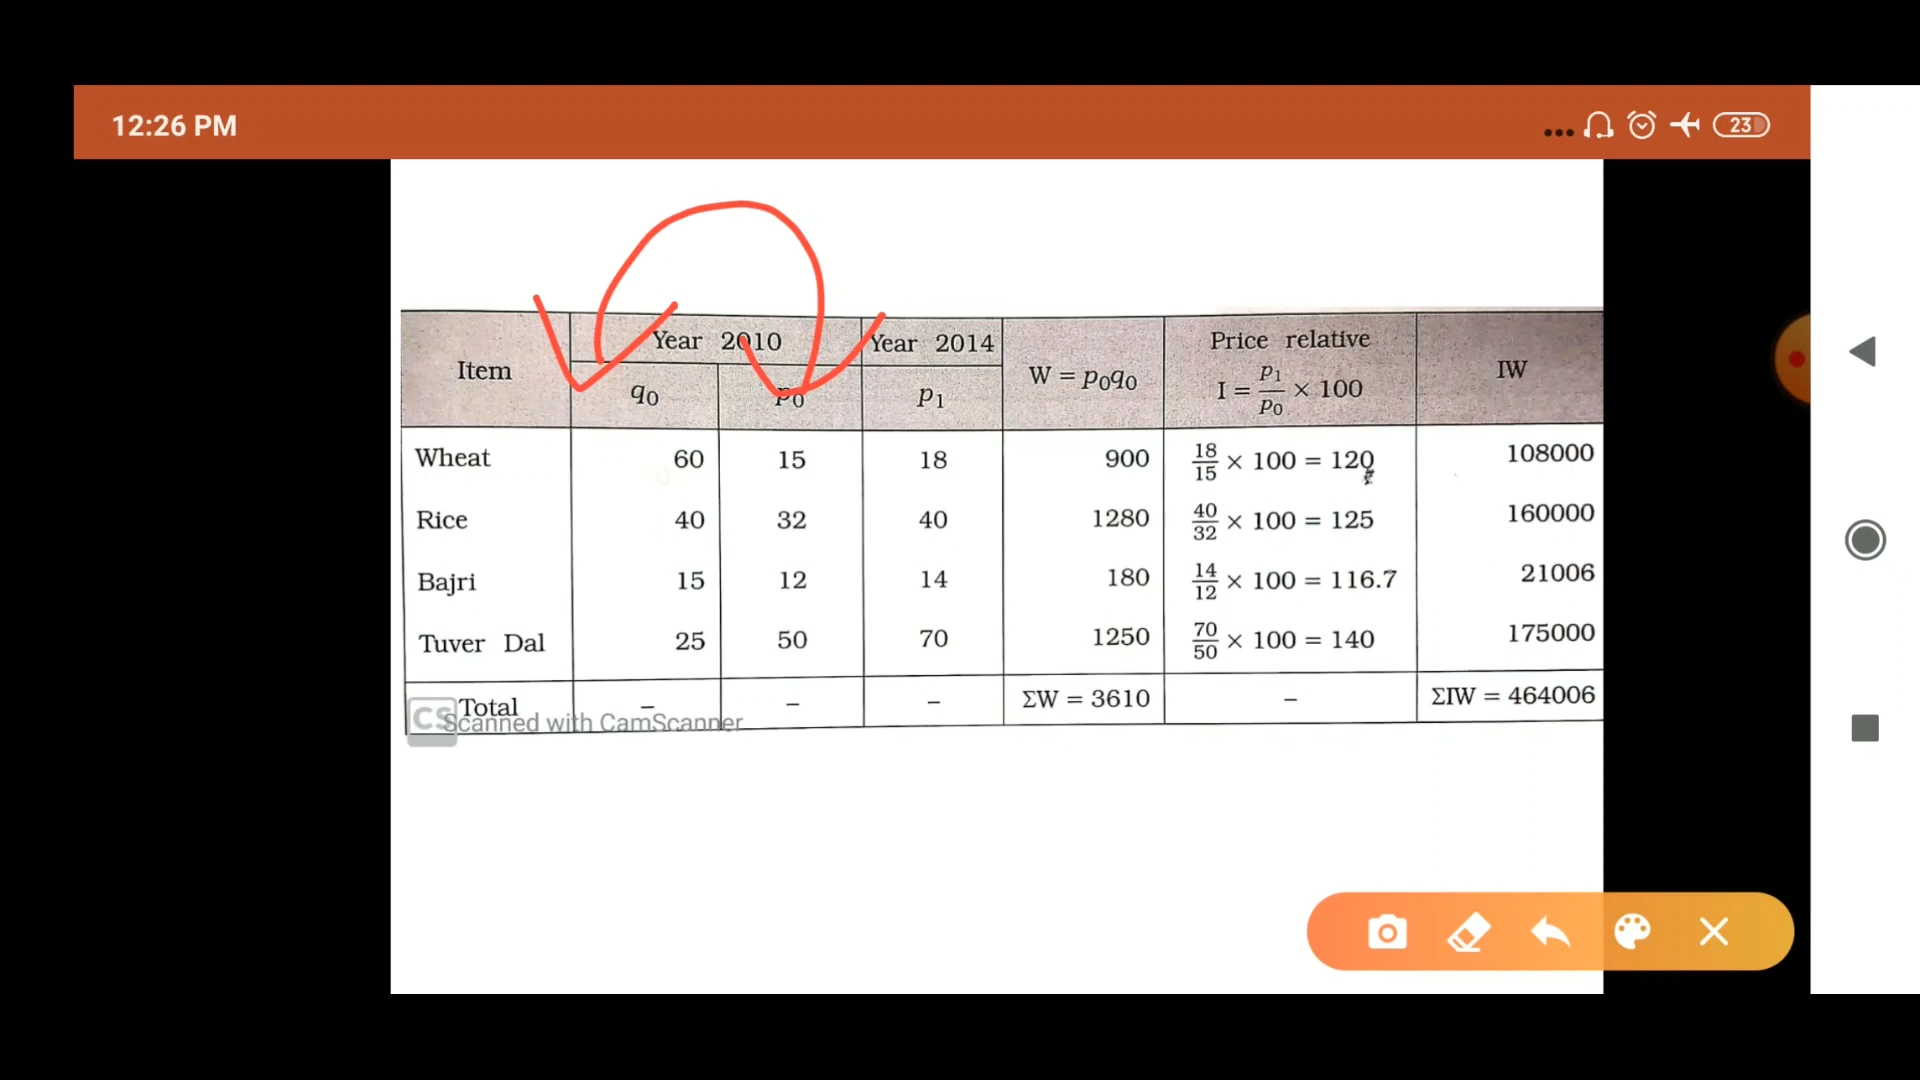 12:26 PM
23
Item Year 2010 Year 2014 W = p₀q₀ Price relative I = p₁/p₀ × 100 IW
q₀ p₀ p₁
Wheat 60 15 18 900 18/15 × 100 = 120 108000
Rice 40 32 40 1280 40/32 × 100 = 125 160000
Bajri 15 12 14 180 14/12 × 100 = 116.7 21006
Tuver Dal 25 50 70 1250 70/50 × 100 = 140 175000
Total – – – ΣW = 3610 – ΣIW = 464006
CS Scanned with CamScanner